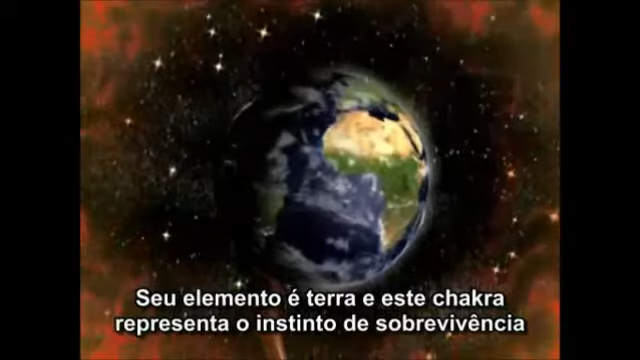 Seu elemento é terra e este chakra
representa o instinto de sobrevivência